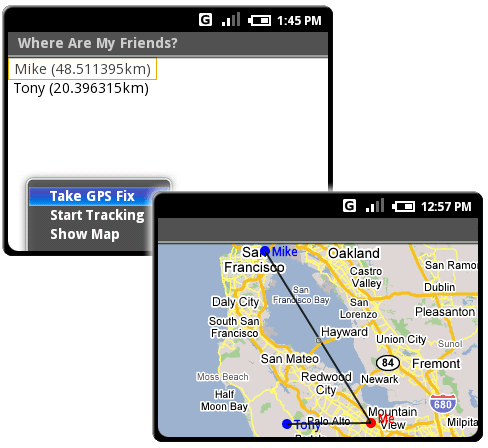 G 1:45 PM
Where Are My Friends?
Mike (48.511395km)
Tony (20.396315km)
Take GPS Fix
Start Tracking
Show Map
G 12:57 PM
San Francisco
Mike
Oakland
San Ramon
Castro Valley
Dublin
San Francisco Bay
San Lorenzo
Pleasanton
Daly City
South San Francisco
Hayward
Union City
Sunol
San Mateo
84
Fremont
Moss Beach
Redwood City
Newark
Half Moon Bay
680
Me
Mountain View
Tony
Palo Alto
Milpita